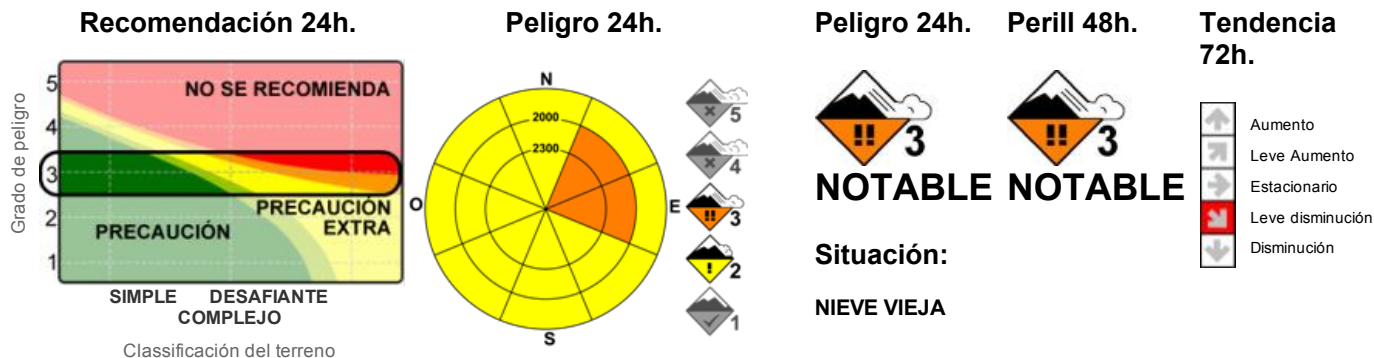 Recomendación 24h.
Peligro 24h.
Peligro 24h.
Perill 48h.
Tendencia
72h.
Grado de peligro
5
4
3
2
1
NO SE RECOMIENDA
PRECAUCIÓN
EXTRA
PRECAUCIÓN
SIMPLE DESAFIANTE
COMPLEJO
Classificación del terreno
N
2000
2300
O
E
S
5
4
!! 3
! 2
1
!! 3
NOTABLE
!! 3
NOTABLE
Situación:
NIEVE VIEJA
Aumento
Leve Aumento
Estacionario
Leve disminución
Disminución